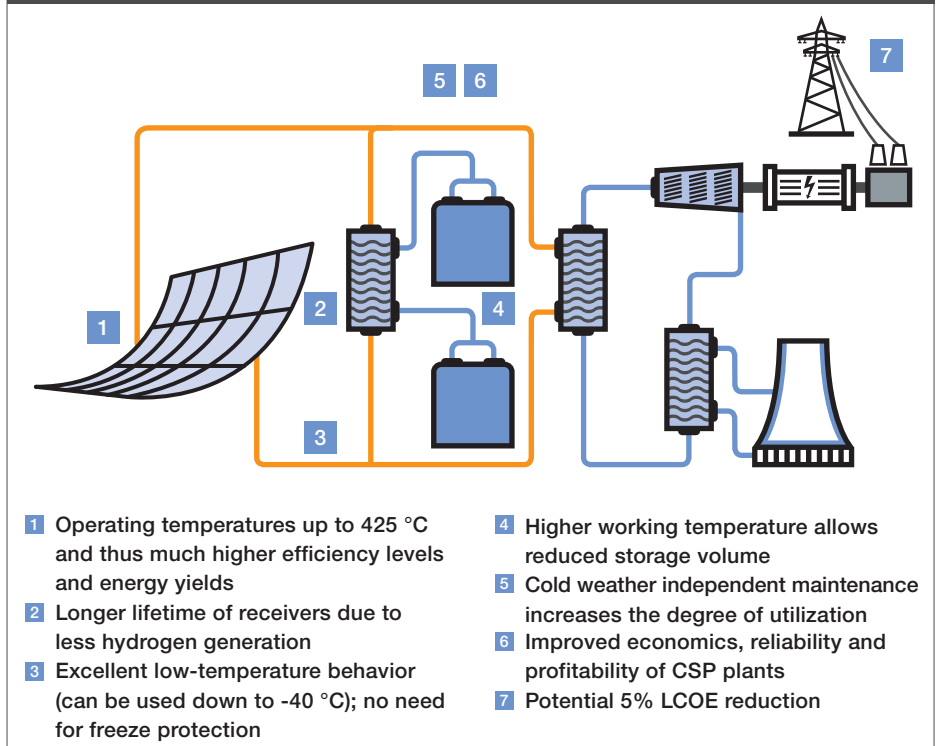 5 6
7
1
2
4
3
1 Operating temperatures up to 425 °C
and thus much higher efficiency levels
and energy yields
2 Longer lifetime of receivers due to
less hydrogen generation
3 Excellent low-temperature behavior
(can be used down to -40 °C); no need
for freeze protection
4 Higher working temperature allows
reduced storage volume
5 Cold weather independent maintenance
increases the degree of utilization
6 Improved economics, reliability and
profitability of CSP plants
7 Potential 5% LCOE reduction